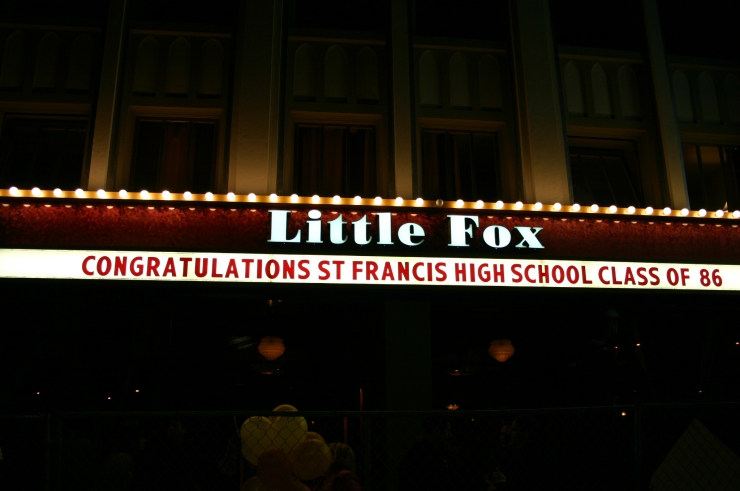 Little Fox
CONGRATULATIONS ST FRANCIS HIGH SCHOOL CLASS OF 86